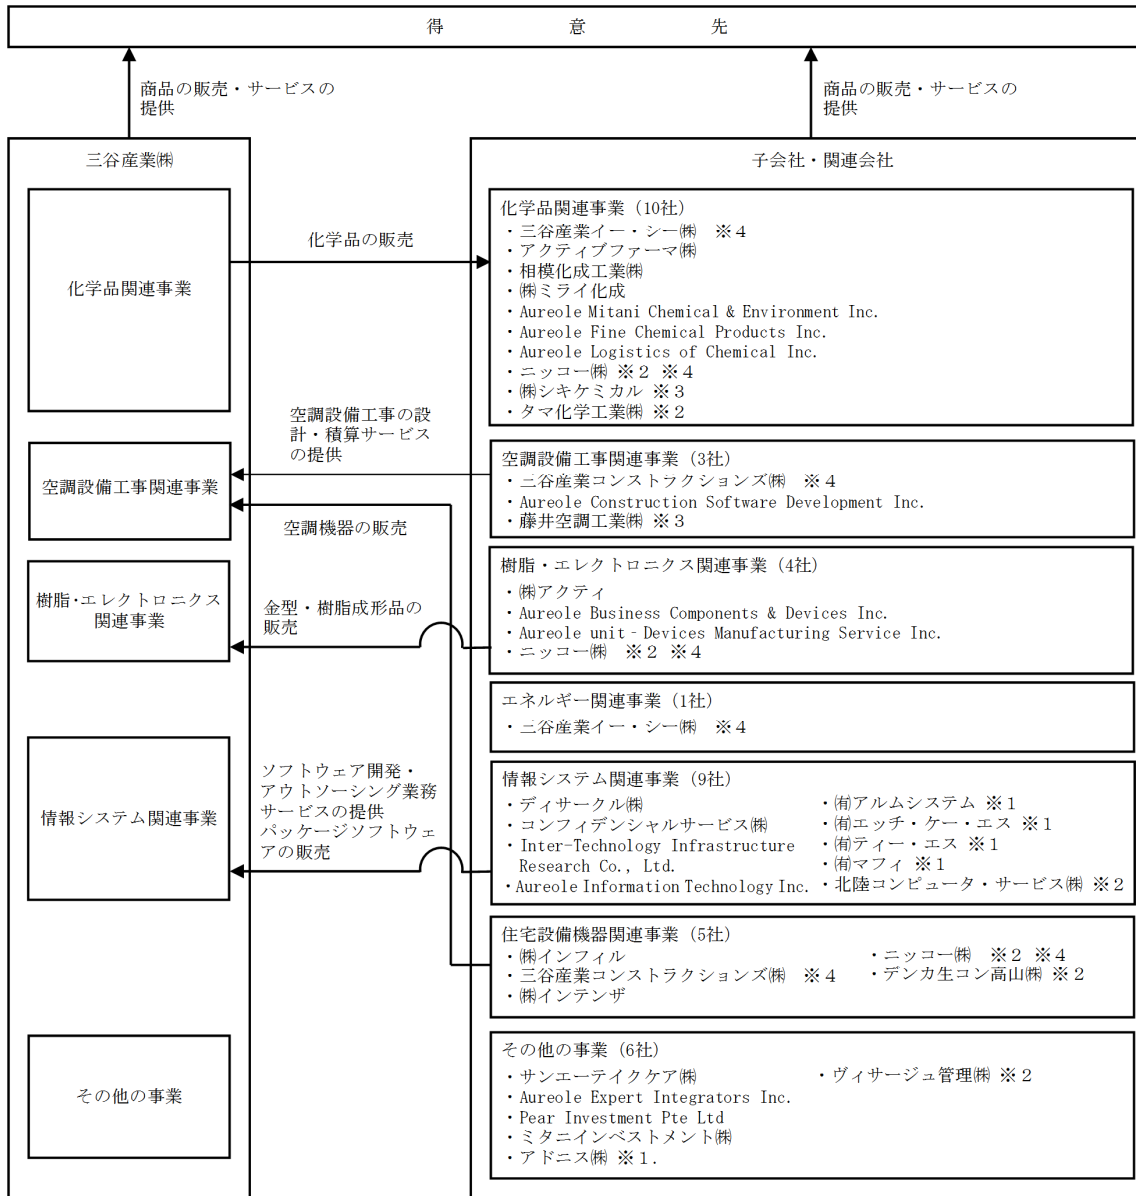 得意先
商品の販売・サービスの
提供
商品の販売・サービスの
提供
三谷産業㈱
子会社・関連会社
化学品関連事業
化学品の販売
化学品関連事業（10社）
・三谷産業イー・シー㈱　※４
・アクティブファーマ㈱
・相模化成工業㈱
・㈱ミライ化成
・Aureole Mitani Chemical & Environment Inc.
・Aureole Fine Chemical Products Inc.
・Aureole Logistics of Chemical Inc.
・ニッコー㈱ ※２ ※４
・㈱シキケミカル ※３
・タマ化学工業㈱ ※２
空調設備工事の設
計・積算サービス
の提供
空調設備工事関連事業
空調機器の販売
空調設備工事関連事業（3社）
・三谷産業コンストラクションズ㈱　※４
・Aureole Construction Software Development Inc.
・藤井空調工業㈱ ※３
樹脂・エレクトロニクス
関連事業
金型・樹脂成形品の
販売
樹脂・エレクトロニクス関連事業（4社）
・㈱アクティ
・Aureole Business Components & Devices Inc.
・Aureole unit‐Devices Manufacturing Service Inc.
・ニッコー㈱　※２ ※４
エネルギー関連事業（1社）
・三谷産業イー・シー㈱　※４
情報システム関連事業
ソフトウェア開発・
アウトソーシング業務
サービスの提供
パッケージソフトウェ
アの販売
情報システム関連事業（9社）
・ディサークル㈱
・コンフィデンシャルサービス㈱
・Inter-Technology Infrastructure
Research Co., Ltd.
・Aureole Information Technology Inc.
・㈲アルムシステム ※１
・㈲エッチ・ケー・エス ※１
・㈲ティー・エス ※１
・㈲マフィ ※１
・北陸コンピュータ・サービス㈱ ※２
住宅設備機器関連事業（5社）
・㈱インフィル
・三谷産業コンストラクションズ㈱　※４
・㈱インテンザ
・ニッコー㈱　※２ ※４
・デンカ生コン高山㈱ ※２
その他の事業
その他の事業（6社）
・サンエーテイクケア㈱
・Aureole Expert Integrators Inc.
・Pear Investment Pte Ltd
・ミタニインベストメント㈱
・アドニス㈱ ※１.
・ヴィサージュ管理㈱ ※２